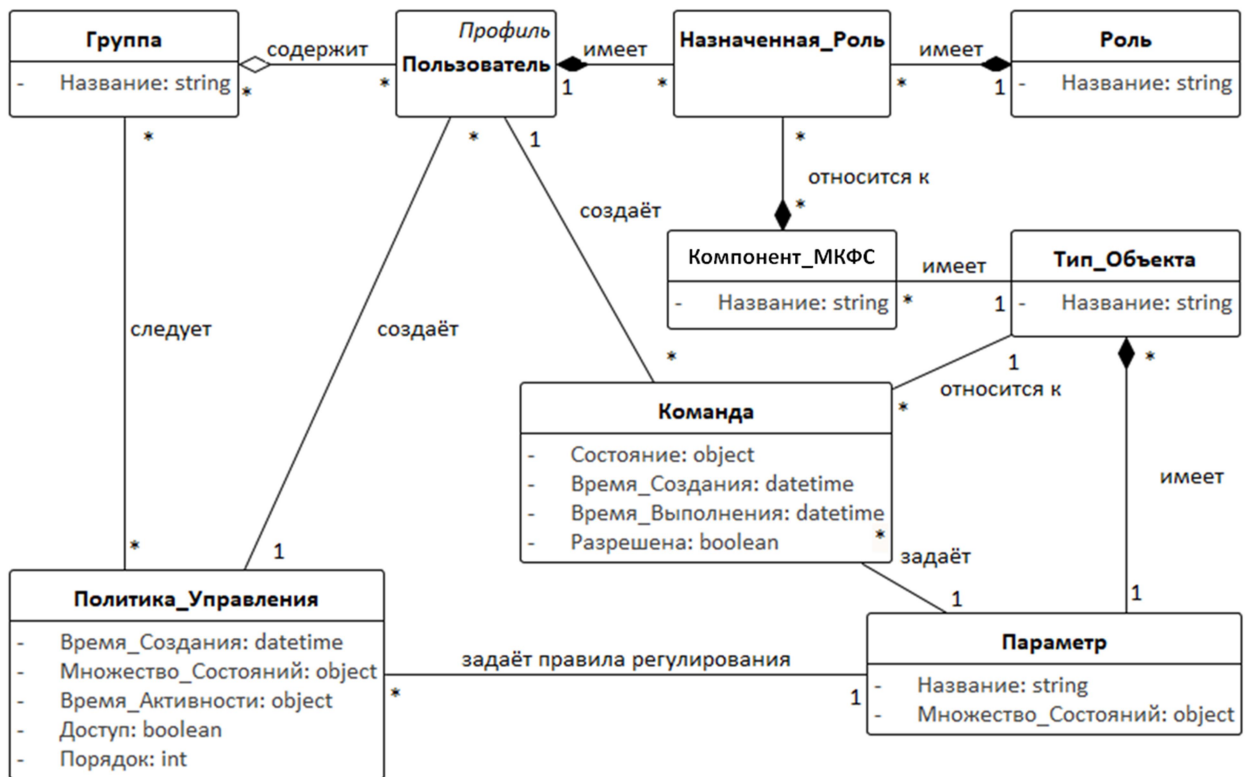 Группа
- Название: string
содержит
*
*
Профиль
Пользователь
имеет
1
*
Назначенная_Роль
имеет
*
1
Роль
- Название: string
*
*
1
*
относится к
*
создаёт
Компонент_МКФС
- Название: string
имеет
*
1
Тип_Объекта
- Название: string
следует
создаёт
*
1
*
относится к
*
Команда
- Состояние: object
- Время_Создания: datetime
- Время_Выполнения: datetime
- Разрешена: boolean
*
имеет
задаёт
*
1
1
1
Политика_Управления
- Время_Создания: datetime
- Множество_Состояний: object
- Время_Активности: object
- Доступ: boolean
- Порядок: int
задаёт правила регулирования
*
1
Параметр
- Название: string
- Множество_Состояний: object